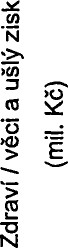 Zdraví / věci a ušlý zisk
(mil. Kč)